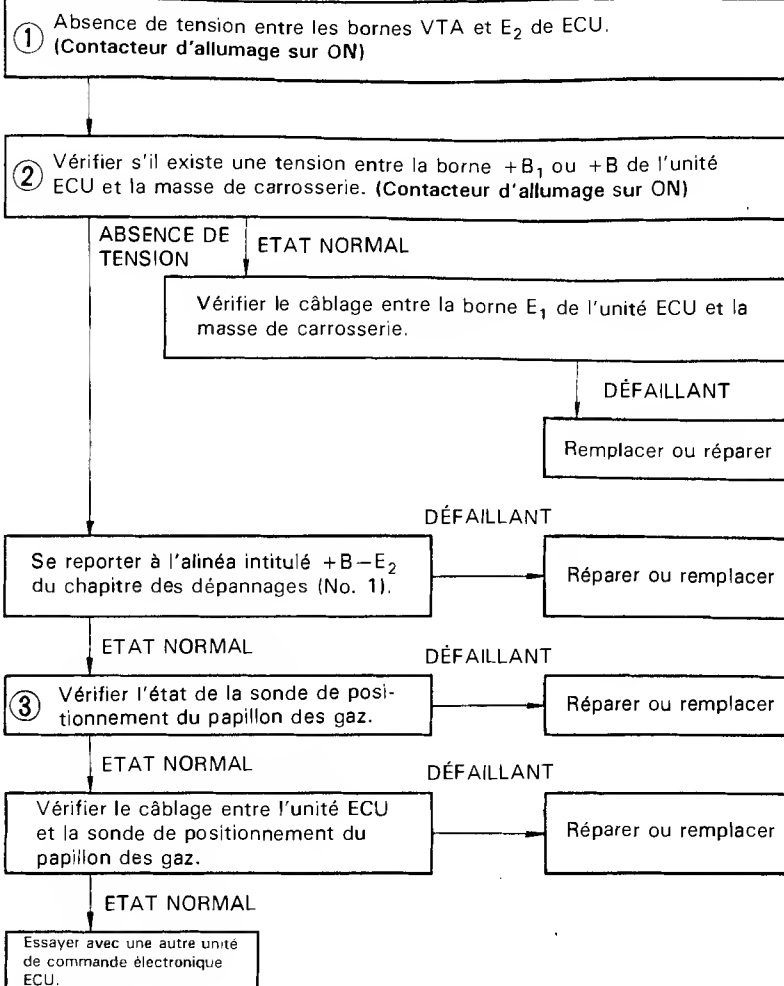 ① Absence de tension entre les bornes VTA et E₂ de ECU.
(Contacteur d'allumage sur ON)
② Vérifier s'il existe une tension entre la borne +B₁ ou +B de l'unité
ECU et la masse de carrosserie. (Contacteur d'allumage sur ON)
ABSENCE DE
TENSION
ETAT NORMAL
Vérifier le câblage entre la borne E₁ de l'unité ECU et la
masse de carrosserie.
DÉFAILLANT
Remplacer ou réparer
DÉFAILLANT
Se reporter à l'alinéa intitulé +B−E₂
du chapitre des dépannages (No. 1).
Réparer ou remplacer
ETAT NORMAL
DÉFAILLANT
③ Vérifier l'état de la sonde de posi-
tionnement du papillon des gaz.
Réparer ou remplacer
ETAT NORMAL
DÉFAILLANT
Vérifier le câblage entre l'unité ECU
et la sonde de positionnement du
papillon des gaz.
Réparer ou remplacer
ETAT NORMAL
Essayer avec une autre unité
de commande électronique
ECU.